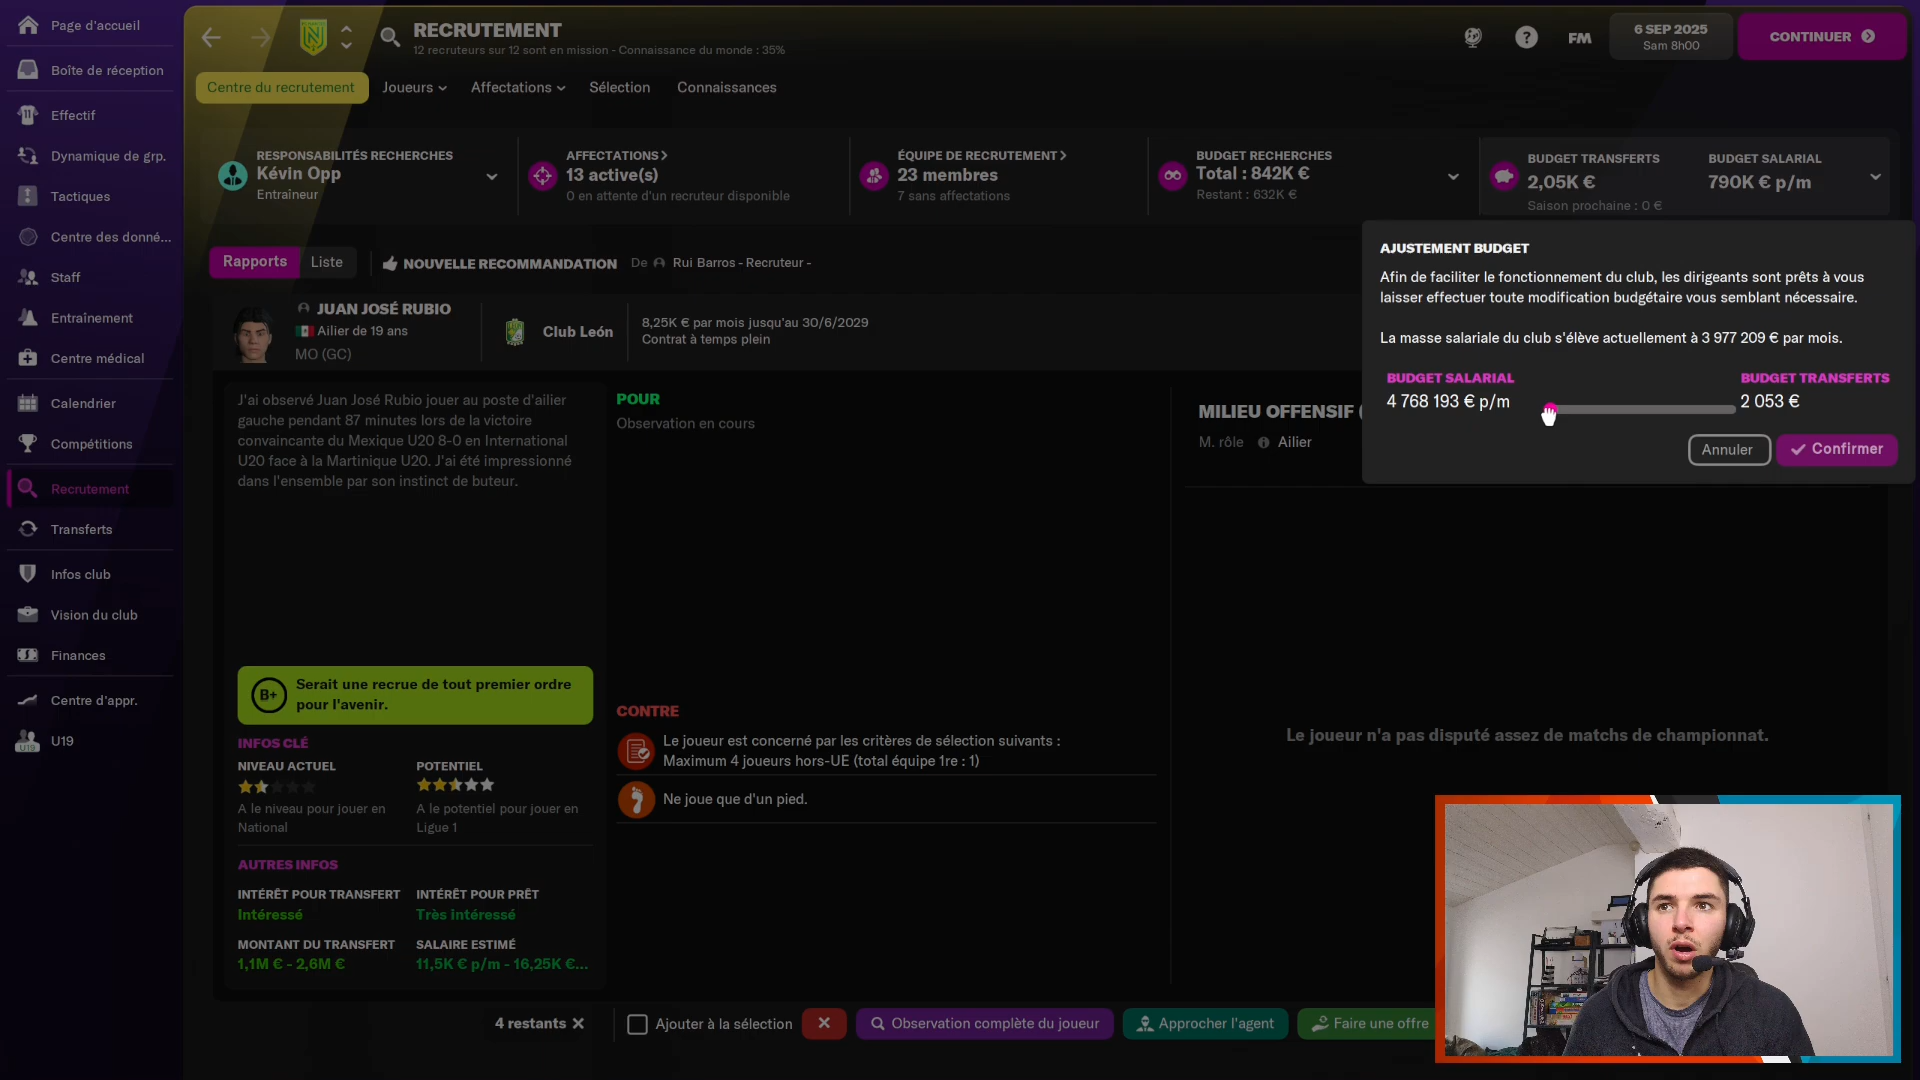 Page d'accueil
Boîte de réception
Effectif
Dynamique de grp.
Tactiques
Centre des donné...
Staff
Entraînement
Centre médical
Calendrier
Compétitions
Recrutement
Transferts
Infos club
Vision du club
Finances
Centre d'appr.
U19
U19
RECRUTEMENT
12 recruteurs sur 12 sont en mission - Connaissance du monde : 35%
FM
6 SEP 2025
Sam 8h00
CONTINUER
Centre du recrutement
Joueurs
Affectations
Sélection
Connaissances
RESPONSABILITÉS RECHERCHES
Kévin Opp
Entraîneur
AFFECTATIONS
13 active(s)
0 en attente d'un recruteur disponible
ÉQUIPE DE RECRUTEMENT
23 membres
7 sans affectations
BUDGET RECHERCHES
Total : 842K €
Restant : 632K €
BUDGET TRANSFERTS
2,05K €
Saison prochaine : 0 €
BUDGET SALARIAL
790K € p/m
Rapports
Liste
NOUVELLE RECOMMANDATION
De Rui Barros - Recruteur -
JUAN JOSÉ RUBIO
Ailier de 19 ans
MO (GC)
Club León
8,25K € par mois jusqu'au 30/6/2029
Contrat à temps plein
AJUSTEMENT BUDGET
Afin de faciliter le fonctionnement du club, les dirigeants sont prêts à vous
laisser effectuer toute modification budgétaire vous semblant nécessaire.
La masse salariale du club s'élève actuellement à 3 977 209 € par mois.
BUDGET SALARIAL
4 768 193 € p/m
BUDGET TRANSFERTS
2 053 €
Annuler
Confirmer
J'ai observé Juan José Rubio jouer au poste d'ailier
gauche pendant 87 minutes lors de la victoire
convaincante du Mexique U20 8-0 en International
U20 face à la Martinique U20. J'ai été impressionné
dans l'ensemble par son instinct de buteur.
B+
Serait une recrue de tout premier ordre
pour l'avenir.
INFOS CLÉ
NIVEAU ACTUEL
A le niveau pour jouer en
National
POTENTIEL
A le potentiel pour jouer en
Ligue 1
AUTRES INFOS
INTÉRÊT POUR TRANSFERT
Intéressé
INTÉRÊT POUR PRÊT
Très intéressé
MONTANT DU TRANSFERT
1,1M € - 2,6M €
SALAIRE ESTIMÉ
11,5K € p/m - 16,25K €...
POUR
Observation en cours
CONTRE
Le joueur est concerné par les critères de sélection suivants :
Maximum 4 joueurs hors-UE (total équipe 1re : 1)
Ne joue que d'un pied.
MILIEU OFFENSIF (
M. rôle Ailier
Le joueur n'a pas disputé assez de matchs de championnat.
4 restants
Ajouter à la sélection
Observation complète du joueur
Approcher l'agent
Faire une offre